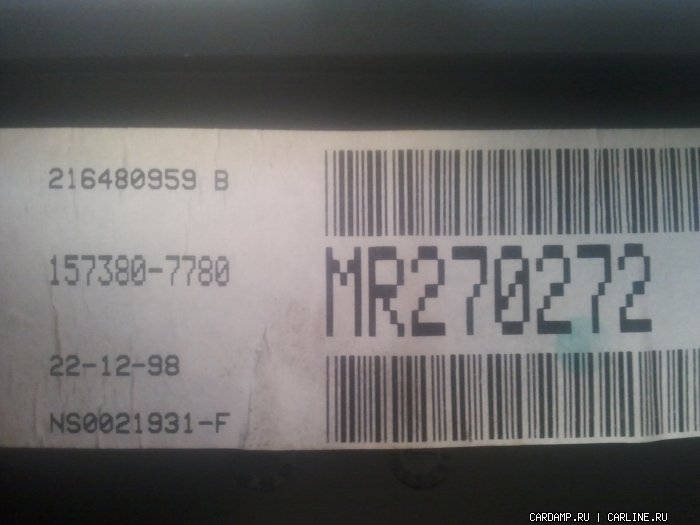 216480959 B
157380-7780
MR270272
22-12-98
NS0021931-F
CARDAMP.RU | CARLINE.RU